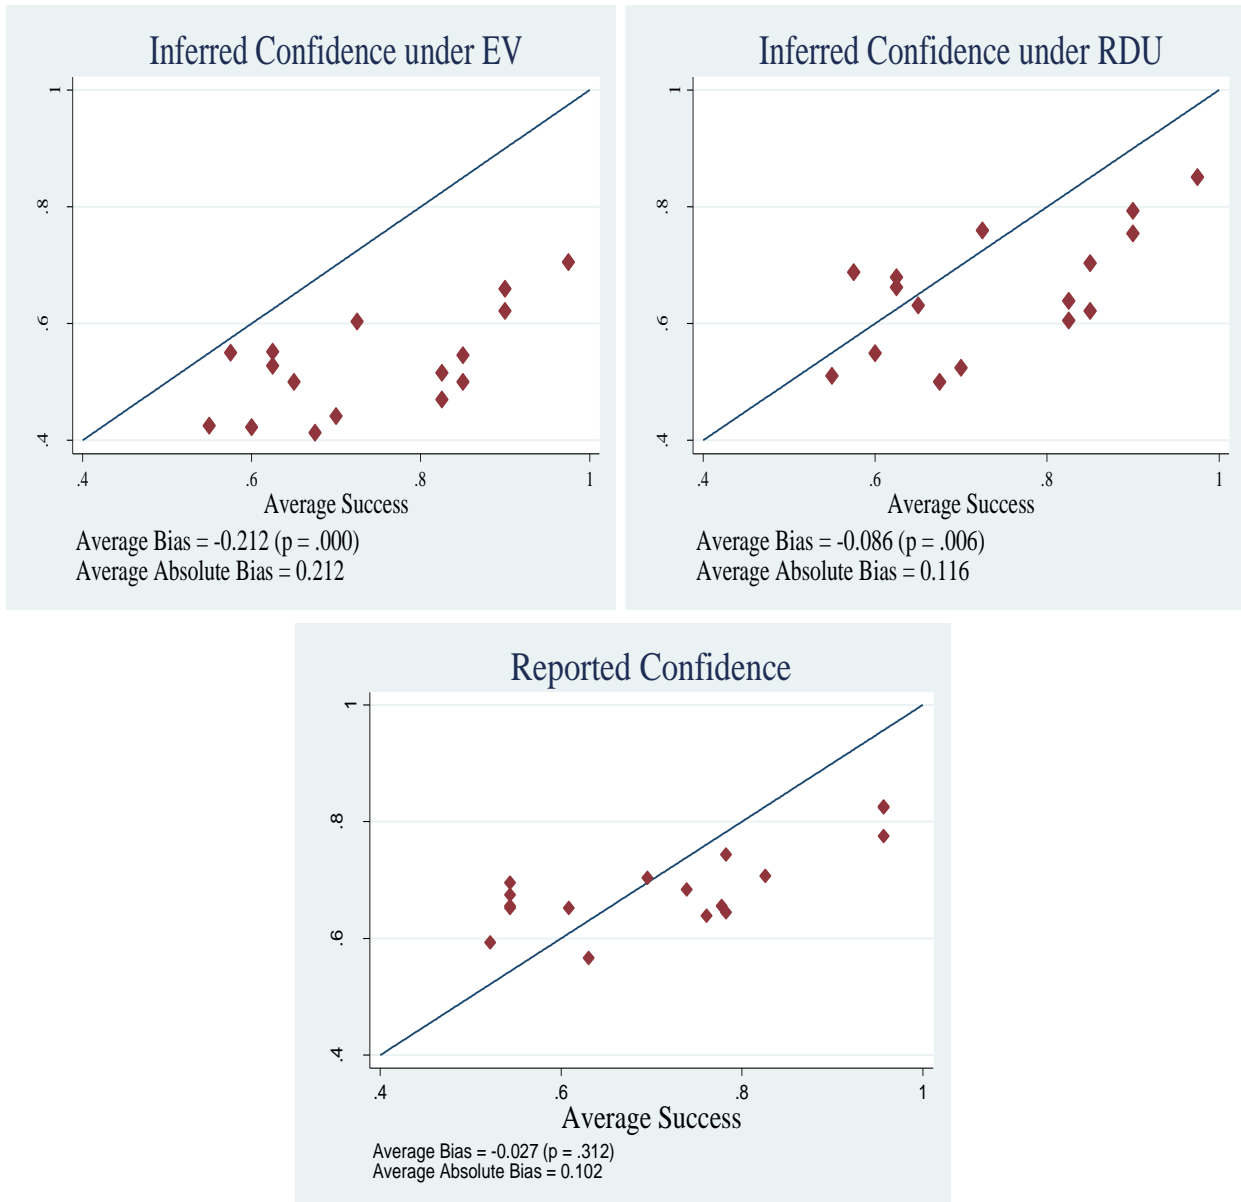 Inferred Confidence under EV
1
.8
.6
.4
.4 .6 .8 1
Average Success
Average Bias = -0.212 (p = .000)
Average Absolute Bias = 0.212
Inferred Confidence under RDU
1
.8
.6
.4
.4 .6 .8 1
Average Success
Average Bias = -0.086 (p = .006)
Average Absolute Bias = 0.116
Reported Confidence
1
.8
.6
.4
.4 .6 .8 1
Average Success
Average Bias = -0.027 (p = .312)
Average Absolute Bias = 0.102